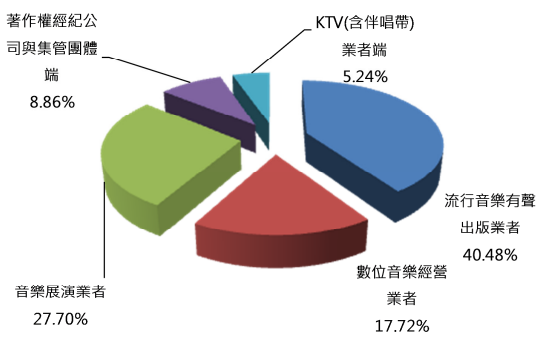 著作權經紀公
司與集管團體
端
8.86%
KTV(含伴唱帶)
業者端
5.24%
流行音樂有聲
出版業者
40.48%
數位音樂經營
業者
17.72%
音樂展演業者
27.70%